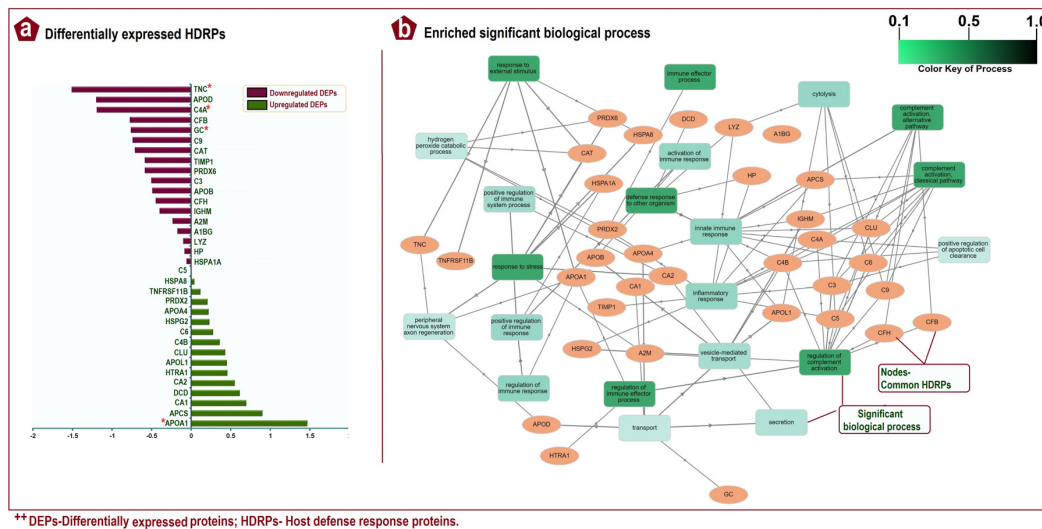 a
Differentially expressed HDRPs
Downregulated DEPs
Upregulated DEPs
TNC*
APOD
C4A*
CFB
GC*
C9
CAT
TIMP1
PRDX6
C3
APOB
CFH
IGHM
A2M
A1BG
LYZ
HP
HSPA1A
C5
HSPA8
TNFRSF11B
PRDX2
APOA4
HSPG2
C6
C4B
CLU
APOL1
HTRA1
CA2
DCD
CA1
APCS
*APOA1
-2
-1.5
-1
-0.5
0
0.5
1
1.5
2
b
Enriched significant biological process
0.1
0.5
1.0
Color Key of Process
response to
external stimulus
immune effector
process
cytolysis
complement
activation,
alternative pathway
PRDX6
HSPA8
DCD
LYZ
A1BG
hydrogen
peroxide catabolic
process
CAT
activation of
immune response
complement
activation,
classical pathway
HSPA1A
HP
APCS
positive regulation
of immune
system process
defense response
to other organism
IGHM
CLU
PRDX2
innate immune
response
C4A
positive regulation
of apoptotic cell
clearance
TNC
TNFRSF11B
response to stress
APOB
APOA4
C4B
C6
APOA1
CA2
CA1
inflammatory
response
C3
C9
TIMP1
APOL1
C5
peripheral
nervous system
axon regeneration
positive regulation
of immune
response
CFH
CFB
HSPG2
A2M
vesicle-mediated
transport
regulation of
complement
activation
Nodes-
Common HDRPs
regulation of
immune response
regulation of
immune effector
process
APOD
transport
secretion
Significant
biological process
HTRA1
GC
++ DEPs-Differentially expressed proteins; HDRPs- Host defense response proteins.